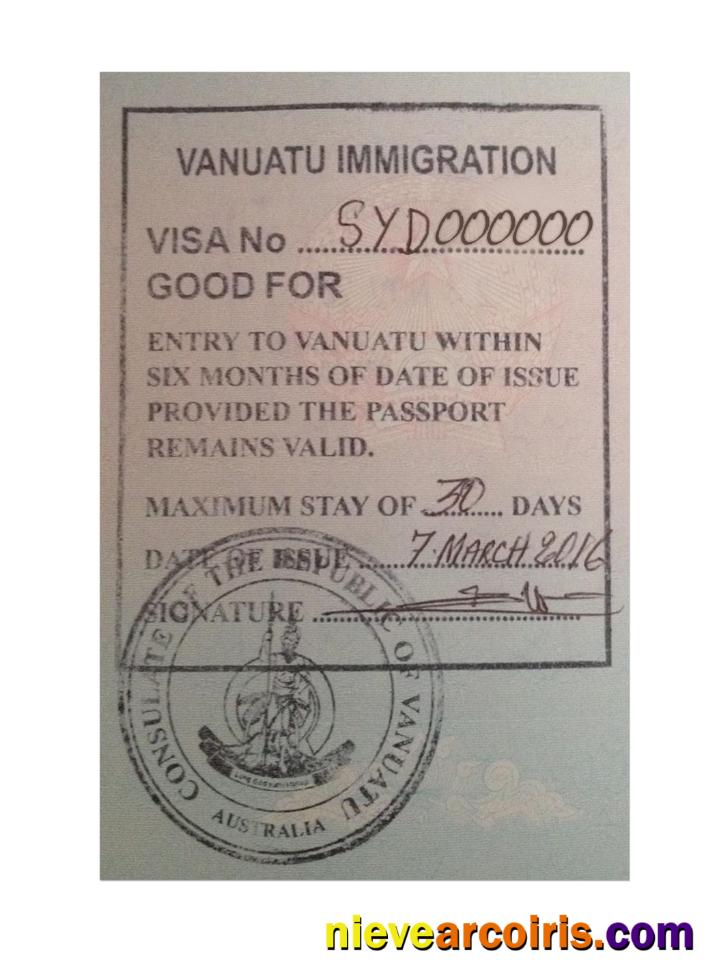 VANUATU IMMIGRATION
VISA No ..... SYD000000
GOOD FOR
ENTRY TO VANUATU WITHIN
SIX MONTHS OF DATE OF ISSUE
PROVIDED THE PASSPORT
REMAINS VALID.
MAXIMUM STAY OF 30 DAYS
DATE OF ISSUE ..... 7 MARCH 2016
SIGNATURE .....
CONSULATE OF THE REPUBLIC OF VANUATU
AUSTRALIA
nievearcoiris.com